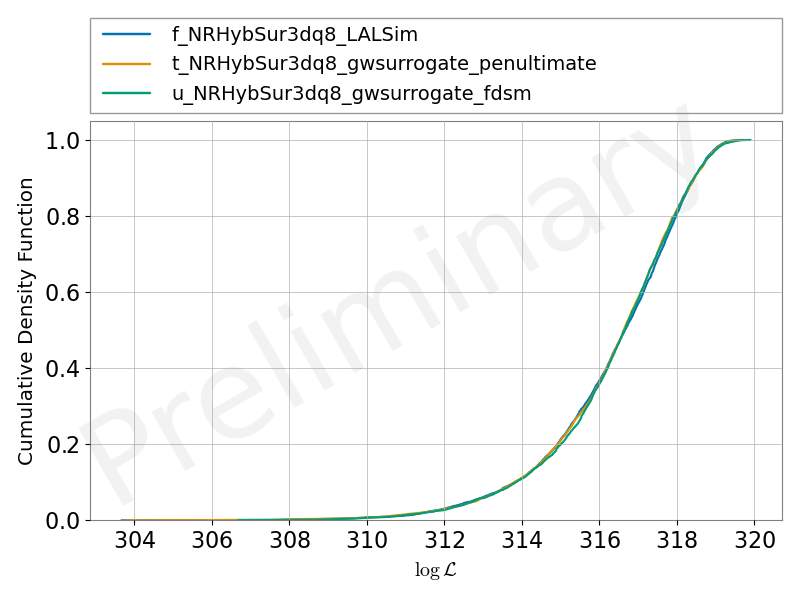 f_NRHybSur3dq8_LALSim
t_NRHybSur3dq8_gwsurrogate_penultimate
u_NRHybSur3dq8_gwsurrogate_fdsm
Preliminary
Cumulative Density Function
1.0
0.8
0.6
0.4
0.2
0.0
304 306 308 310 312 314 316 318 320
log ℒ